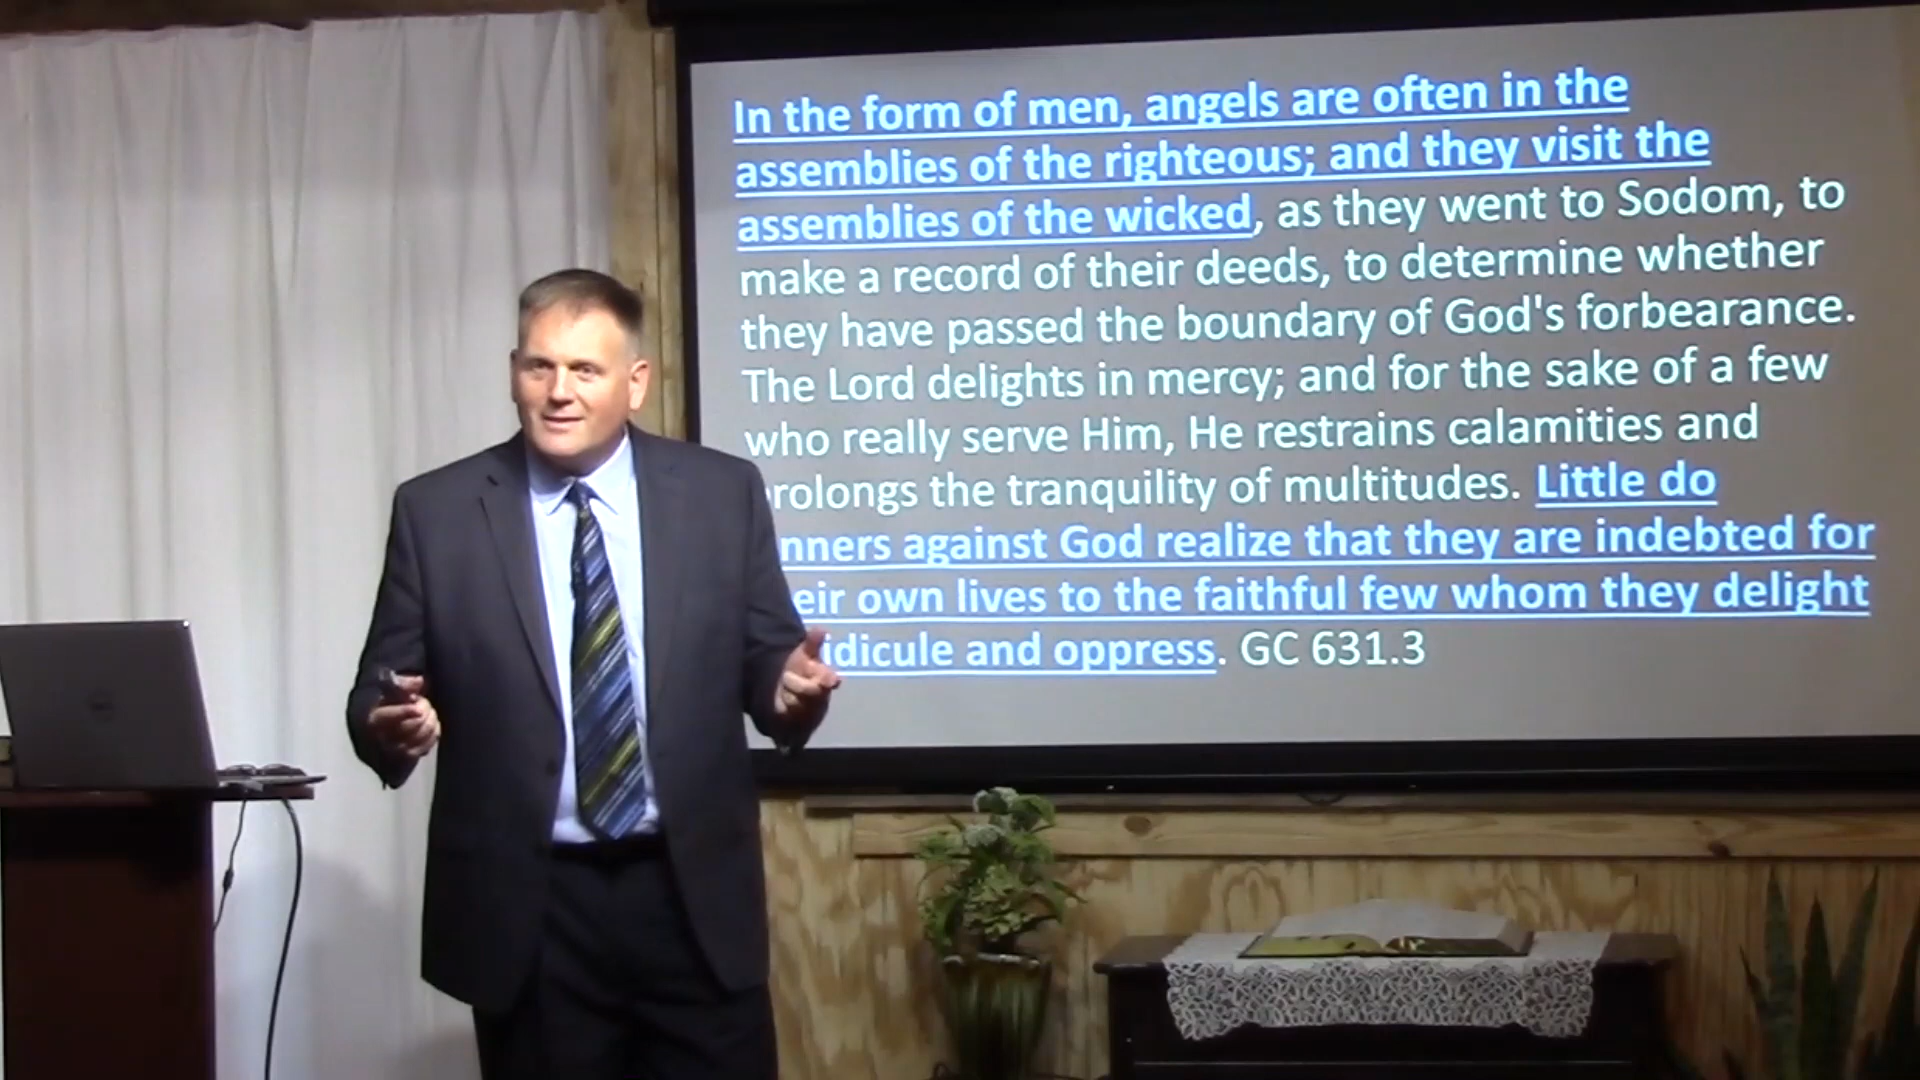 In the form of men, angels are often in the
assemblies of the righteous; and they visit the
assemblies of the wicked, as they went to Sodom, to
make a record of their deeds, to determine whether
they have passed the boundary of God's forbearance.
The Lord delights in mercy; and for the sake of a few
who really serve Him, He restrains calamities and
rolongs the tranquility of multitudes. Little do
nners against God realize that they are indebted for
eir own lives to the faithful few whom they delight
idicule and oppress. GC 631.3